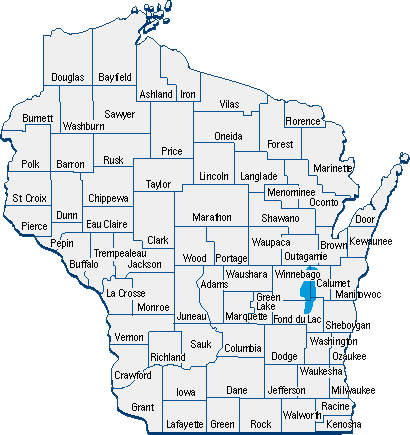 Douglas
Bayfield
Ashland
Iron
Vilas
Florence
Burnett
Washburn
Sawyer
Oneida
Forest
Price
Marinette
Polk
Barron
Rusk
Lincoln
Langlade
Taylor
Menominee
Oconto
St Croix
Chippewa
Dunn
Marathon
Shawano
Door
Pierce
Eau Claire
Clark
Waupaca
Brown
Kewaunee
Pepin
Trempealeau
Wood
Portage
Outagamie
Buffalo
Jackson
Waushara
Winnebago
Calumet
Adams
Manitowoc
La Crosse
Monroe
Juneau
Green
Lake
Marquette
Fond du Lac
Sheboygan
Vernon
Sauk
Columbia
Washington
Richland
Dodge
Ozaukee
Crawford
Waukesha
Iowa
Dane
Jefferson
Milwaukee
Grant
Lafayette
Green
Rock
Walworth
Racine
Kenosha